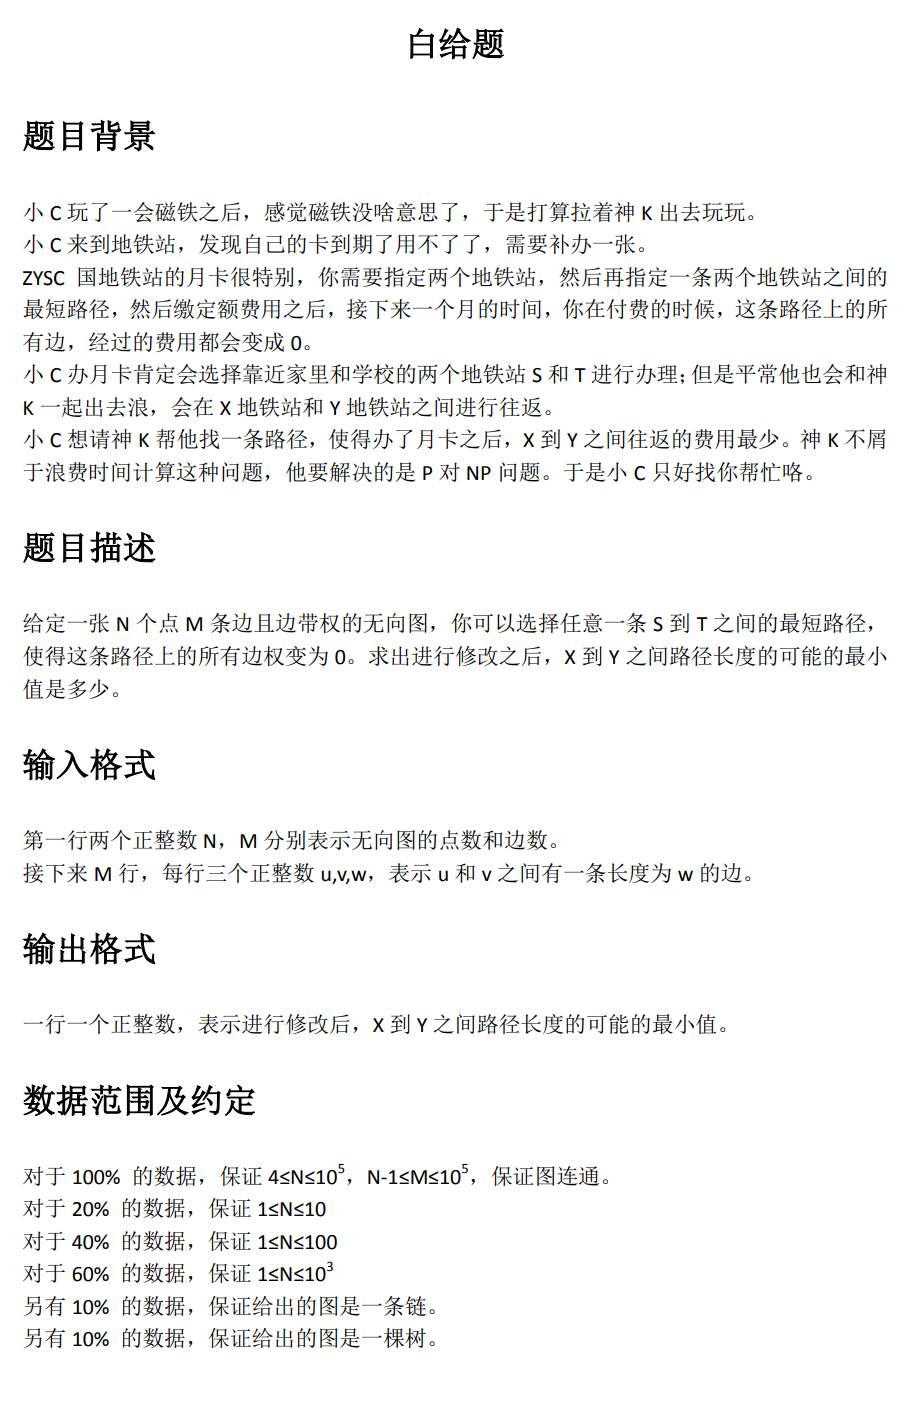 白给题
题目背景
小 C 玩了一会磁铁之后，感觉磁铁没啥意思了，于是打算拉着神 K 出去玩玩。
小 C 来到地铁站，发现自己的卡到期了用不了了，需要补办一张。
ZYSC 国地铁站的月卡很特别，你需要指定两个地铁站，然后再指定一条两个地铁站之间的
最短路径，然后缴定额费用之后，接下来一个月的时间，你在付费的时候，这条路径上的所
有边，经过的费用都会变成 0。
小 C 办月卡肯定会选择靠近家里和学校的两个地铁站 S 和 T 进行办理；但是平常他也会和神
K 一起出去浪，会在 X 地铁站和 Y 地铁站之间进行往返。
小 C 想请神 K 帮他找一条路径，使得办了月卡之后，X 到 Y 之间往返的费用最少。神 K 不屑
于浪费时间计算这种问题，他要解决的是 P 对 NP 问题。于是小 C 只好找你帮忙咯。
题目描述
给定一张 N 个点 M 条边且边带权的无向图，你可以选择任意一条 S 到 T 之间的最短路径，
使得这条路径上的所有边权变为 0。求出进行修改之后，X 到 Y 之间路径长度的可能的最小
值是多少。
输入格式
第一行两个正整数 N，M 分别表示无向图的点数和边数。
接下来 M 行，每行三个正整数 u,v,w，表示 u 和 v 之间有一条长度为 w 的边。
输出格式
一行一个正整数，表示进行修改后，X 到 Y 之间路径长度的可能的最小值。
数据范围及约定
对于 100% 的数据，保证 4≤N≤10^5，N-1≤M≤10^5，保证图连通。
对于 20% 的数据，保证 1≤N≤10
对于 40% 的数据，保证 1≤N≤100
对于 60% 的数据，保证 1≤N≤10^3
另有 10% 的数据，保证给出的图是一条链。
另有 10% 的数据，保证给出的图是一棵树。